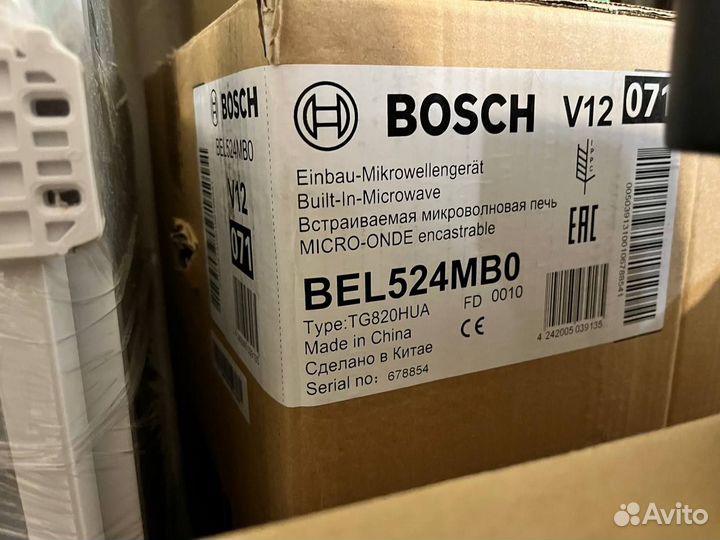 BOSCH
BEL524MB0
V12
071
BOSCH V12 071
Einbau-Mikrowellengerät
Built-In-Microwave
Встраиваемая микроволновая печь
MICRO-ONDE encastrable
EAC
BEL524MB0
Type:TG820HUA FD 0010
Made in China CE
Сделано в Китае
Serial no: 678854
4 242005 039135
Avito